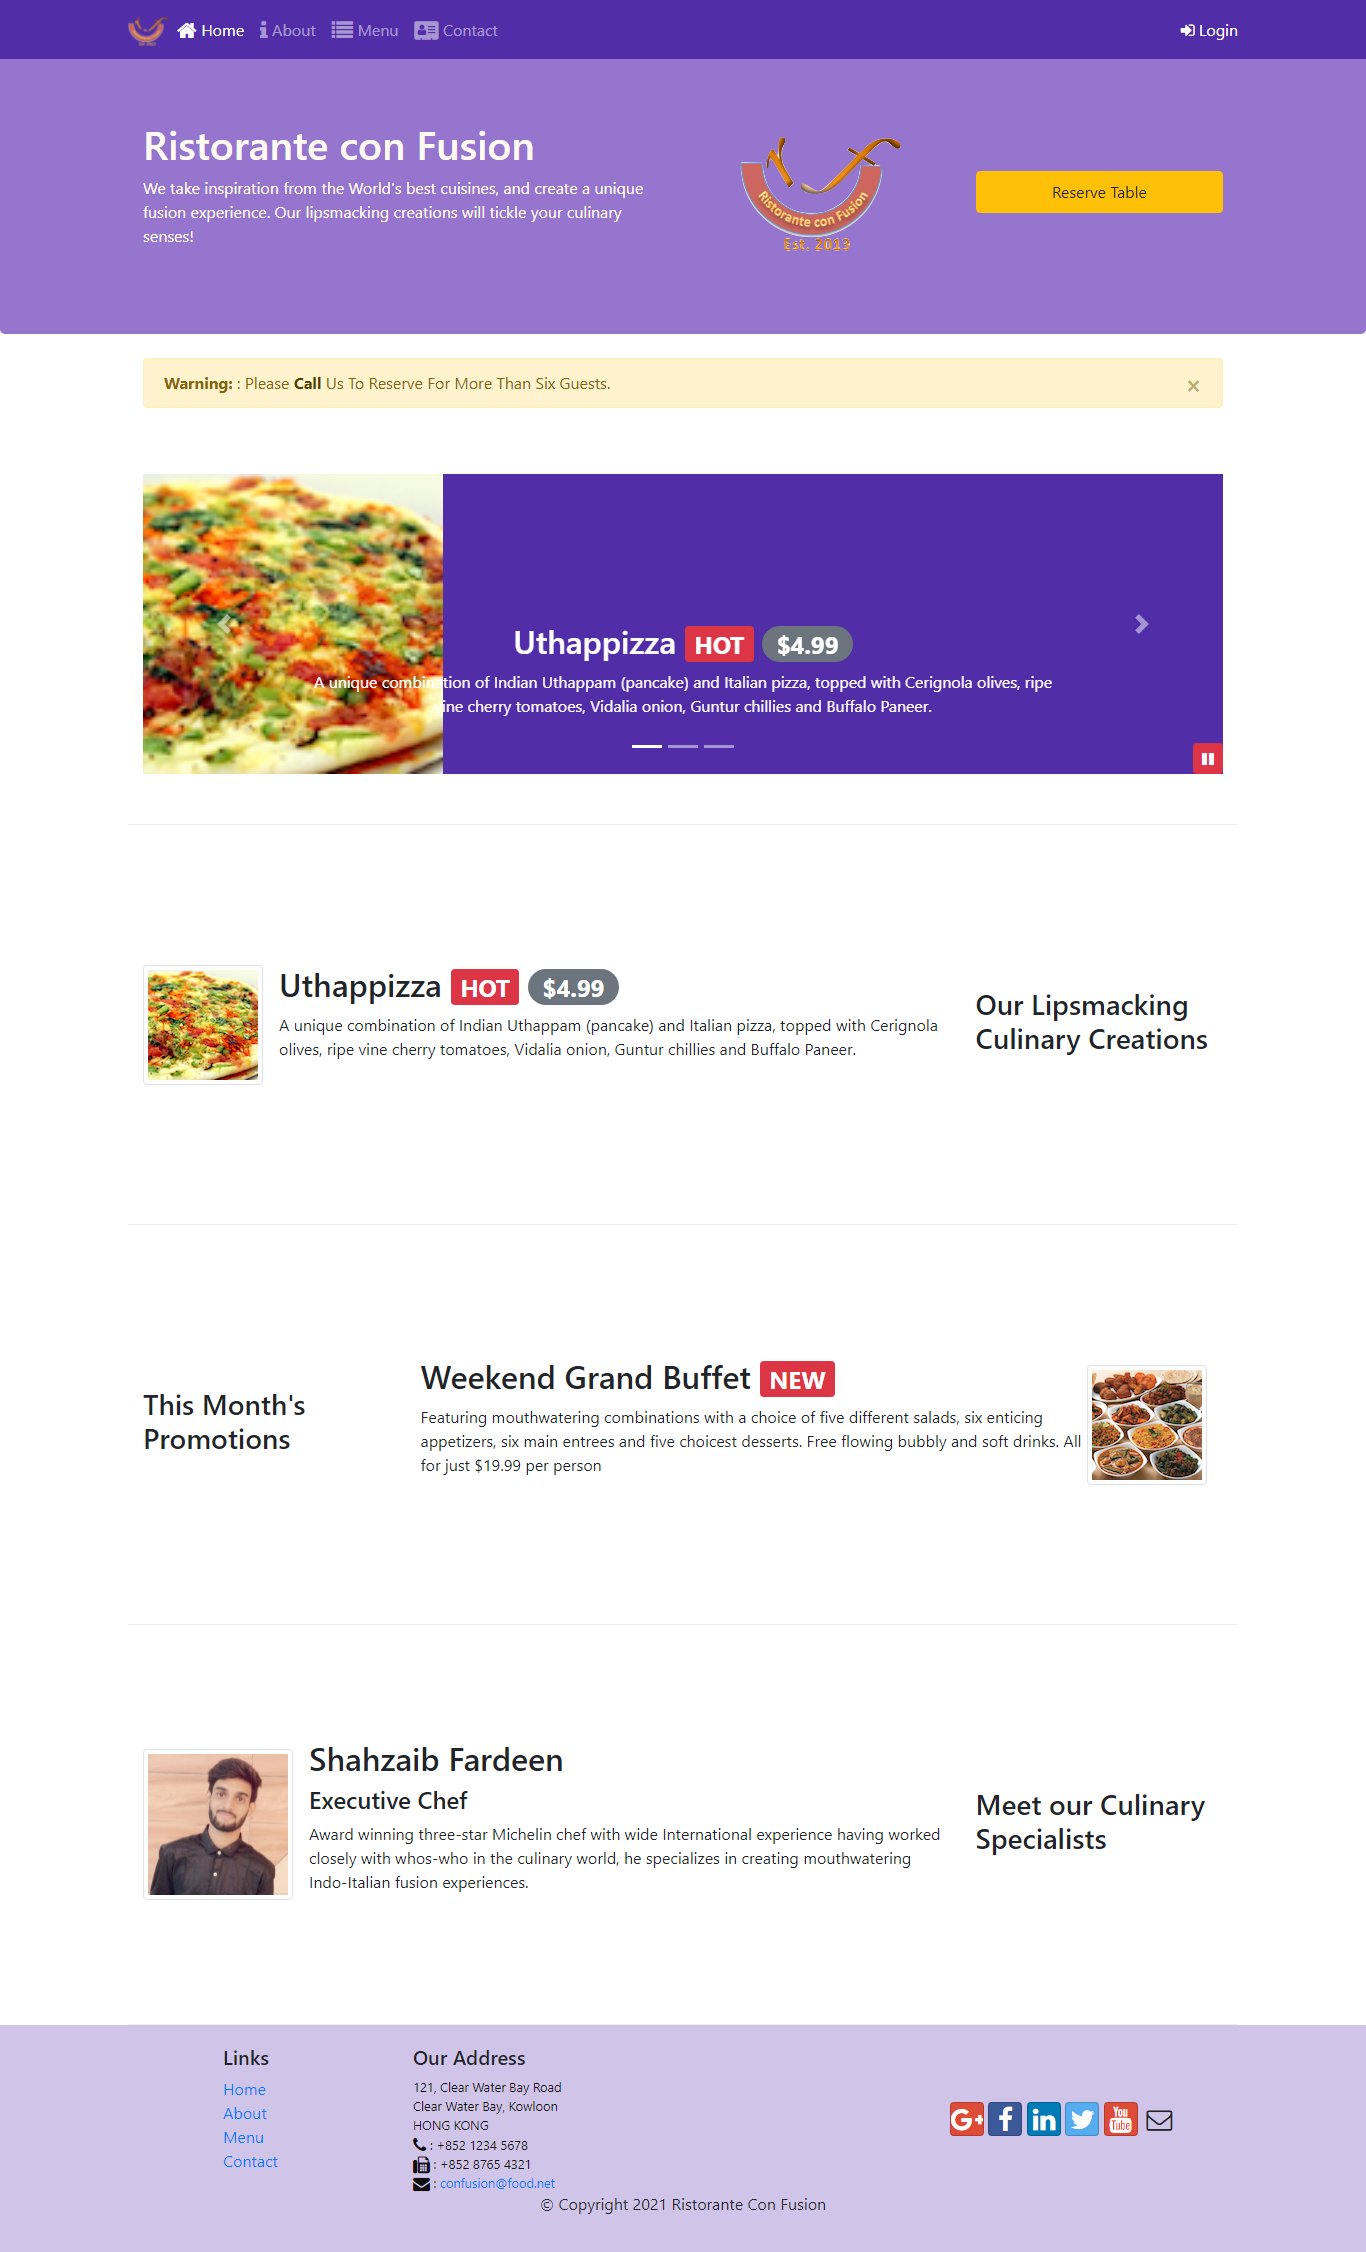 Home About Menu Contact Login
Ristorante con Fusion
We take inspiration from the World's best cuisines, and create a unique
fusion experience. Our lipsmacking creations will tickle your culinary
senses!
Ristorante con Fusion
Est. 2013
Reserve Table
Warning: : Please Call Us To Reserve For More Than Six Guests.
×
Uthappizza HOT $4.99
A unique combination of Indian Uthappam (pancake) and Italian pizza, topped with Cerignola olives, ripe
vine cherry tomatoes, Vidalia onion, Guntur chillies and Buffalo Paneer.
Uthappizza HOT $4.99
A unique combination of Indian Uthappam (pancake) and Italian pizza, topped with Cerignola
olives, ripe vine cherry tomatoes, Vidalia onion, Guntur chillies and Buffalo Paneer.
Our Lipsmacking
Culinary Creations
This Month's
Promotions
Weekend Grand Buffet NEW
Featuring mouthwatering combinations with a choice of five different salads, six enticing
appetizers, six main entrees and five choicest desserts. Free flowing bubbly and soft drinks. All
for just $19.99 per person
Shahzaib Fardeen
Executive Chef
Award winning three-star Michelin chef with wide International experience having worked
closely with whos-who in the culinary world, he specializes in creating mouthwatering
Indo-Italian fusion experiences.
Meet our Culinary
Specialists
Links
Home
About
Menu
Contact
Our Address
121, Clear Water Bay Road
Clear Water Bay, Kowloon
HONG KONG
: +852 1234 5678
: +852 8765 4321
: confusion@food.net
G+ f in You Tube
© Copyright 2021 Ristorante Con Fusion